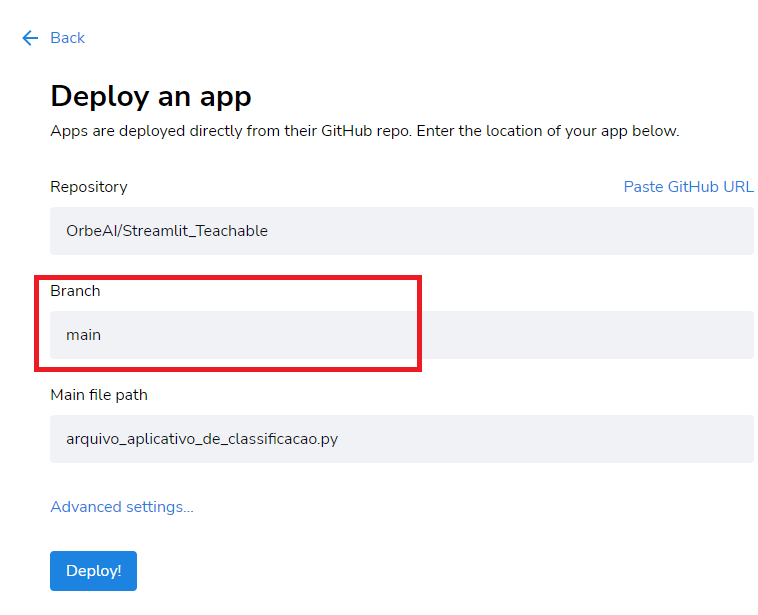 Back
Deploy an app
Apps are deployed directly from their GitHub repo. Enter the location of your app below.
Repository
Paste GitHub URL
OrbeAI/Streamlit_Teachable
Branch
main
Main file path
arquivo_aplicativo_de_classificacao.py
Advanced settings...
Deploy!